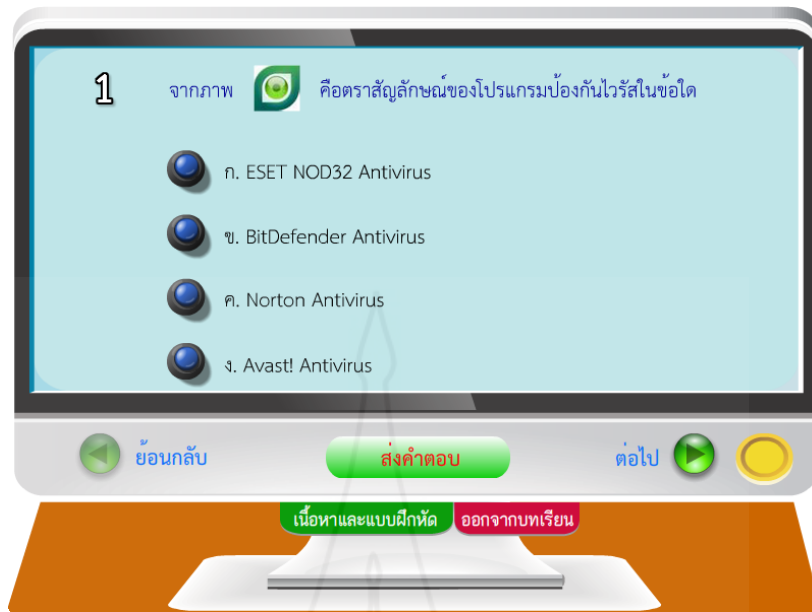 1 จากภาพ คือตราสัญลักษณ์ของโปรแกรมป้องกันไวรัสในข้อใด
ก. ESET NOD32 Antivirus
ข. BitDefender Antivirus
ค. Norton Antivirus
ง. Avast! Antivirus
ย้อนกลับ ส่งคำตอบ ต่อไป
เนื้อหาและแบบฝึกหัด ออกจากบทเรียน